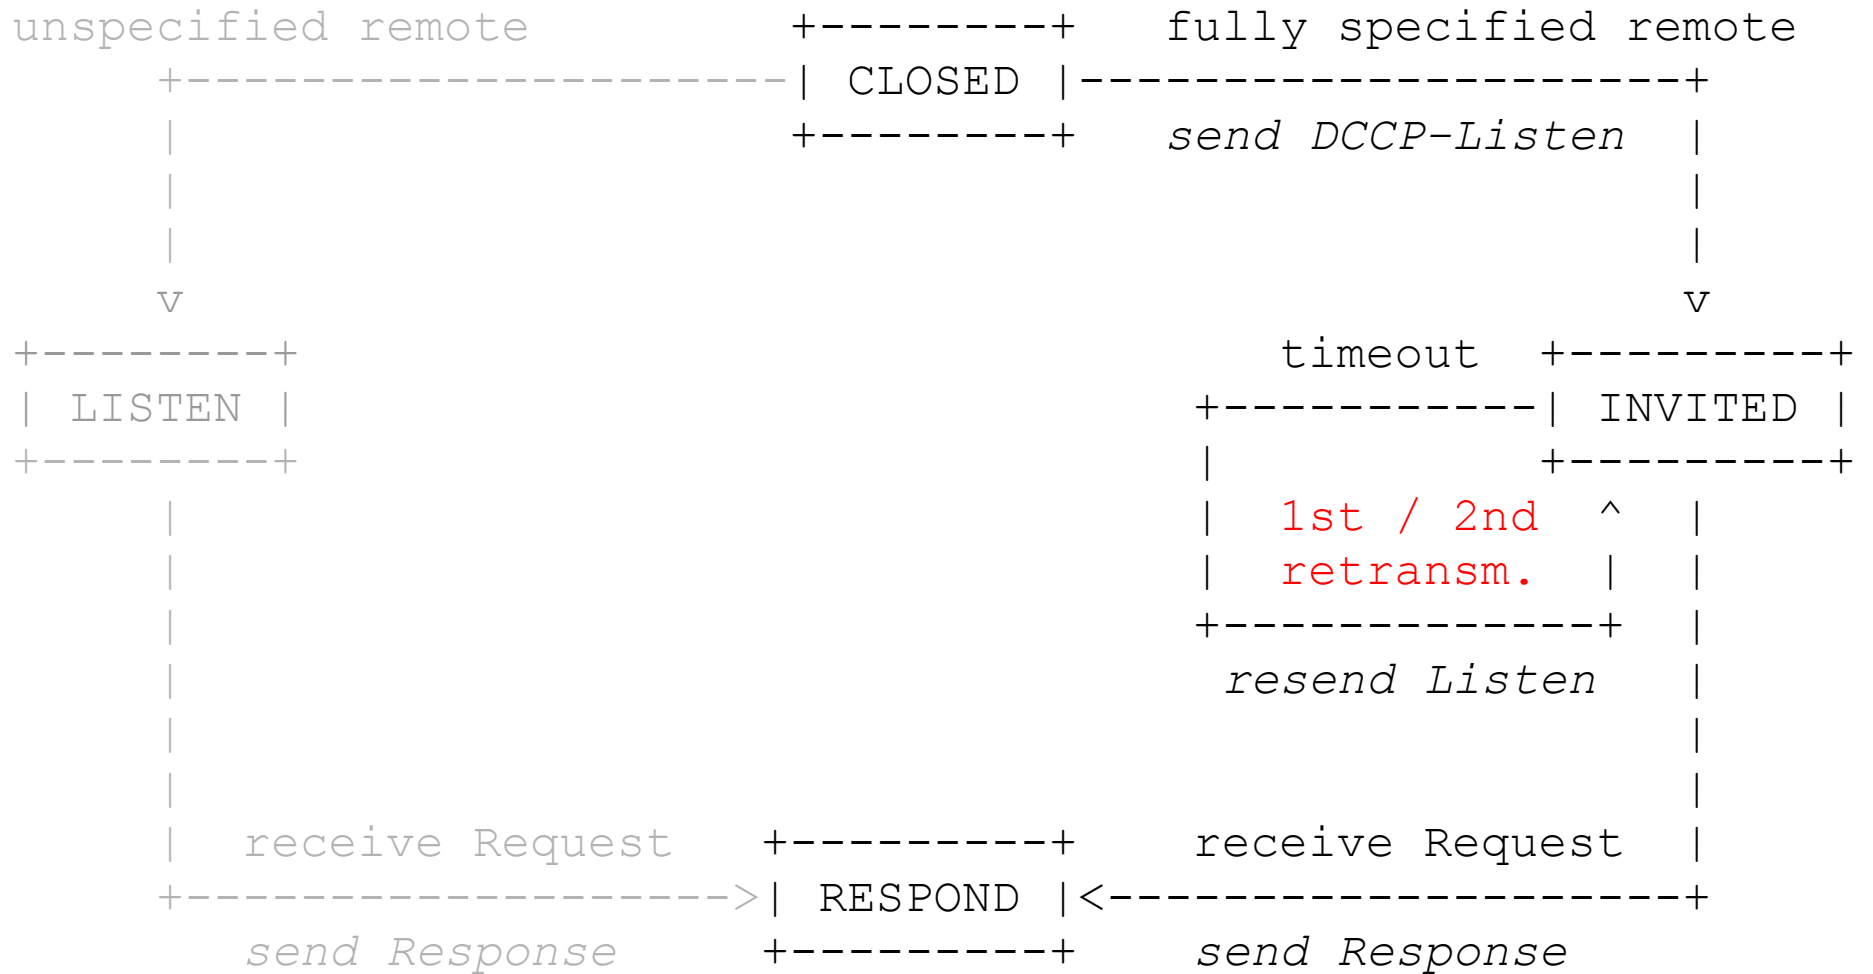 unspecified remote           +--------+   fully specified remote
     +---------------------| CLOSED |---------------------+
     |                     +--------+   send DCCP-Listen  |
     |                                                    |
     |                                                    |
     v                                                    v
+---------+                                 timeout  +---------+
| LISTEN |                               +-----------| INVITED |
+---------+                              |           +---------+
     |                                   |  1st / 2nd  ^  |
     |                                   |  retransm.  |  |
     |                                   +-------------+  |
     |                                    resend Listen   |
     |                                                    |
     |                                                    |
     |  receive Request   +---------+    receive Request  |
     +------------------->| RESPOND |<--------------------+
        send Response     +---------+    send Response